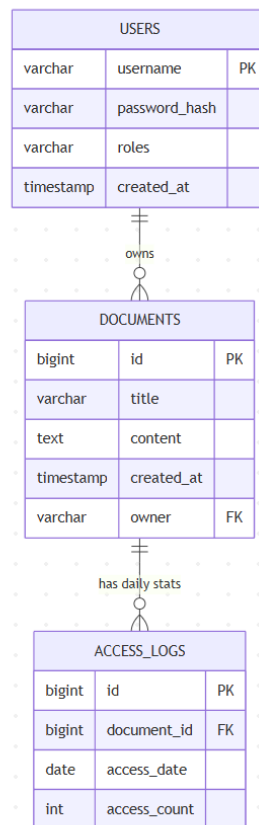 USERS
varchar username PK
varchar password_hash
varchar roles
timestamp created_at
owns
DOCUMENTS
bigint id PK
varchar title
text content
timestamp created_at
varchar owner FK
has daily stats
ACCESS_LOGS
bigint id PK
bigint document_id FK
date access_date
int access_count